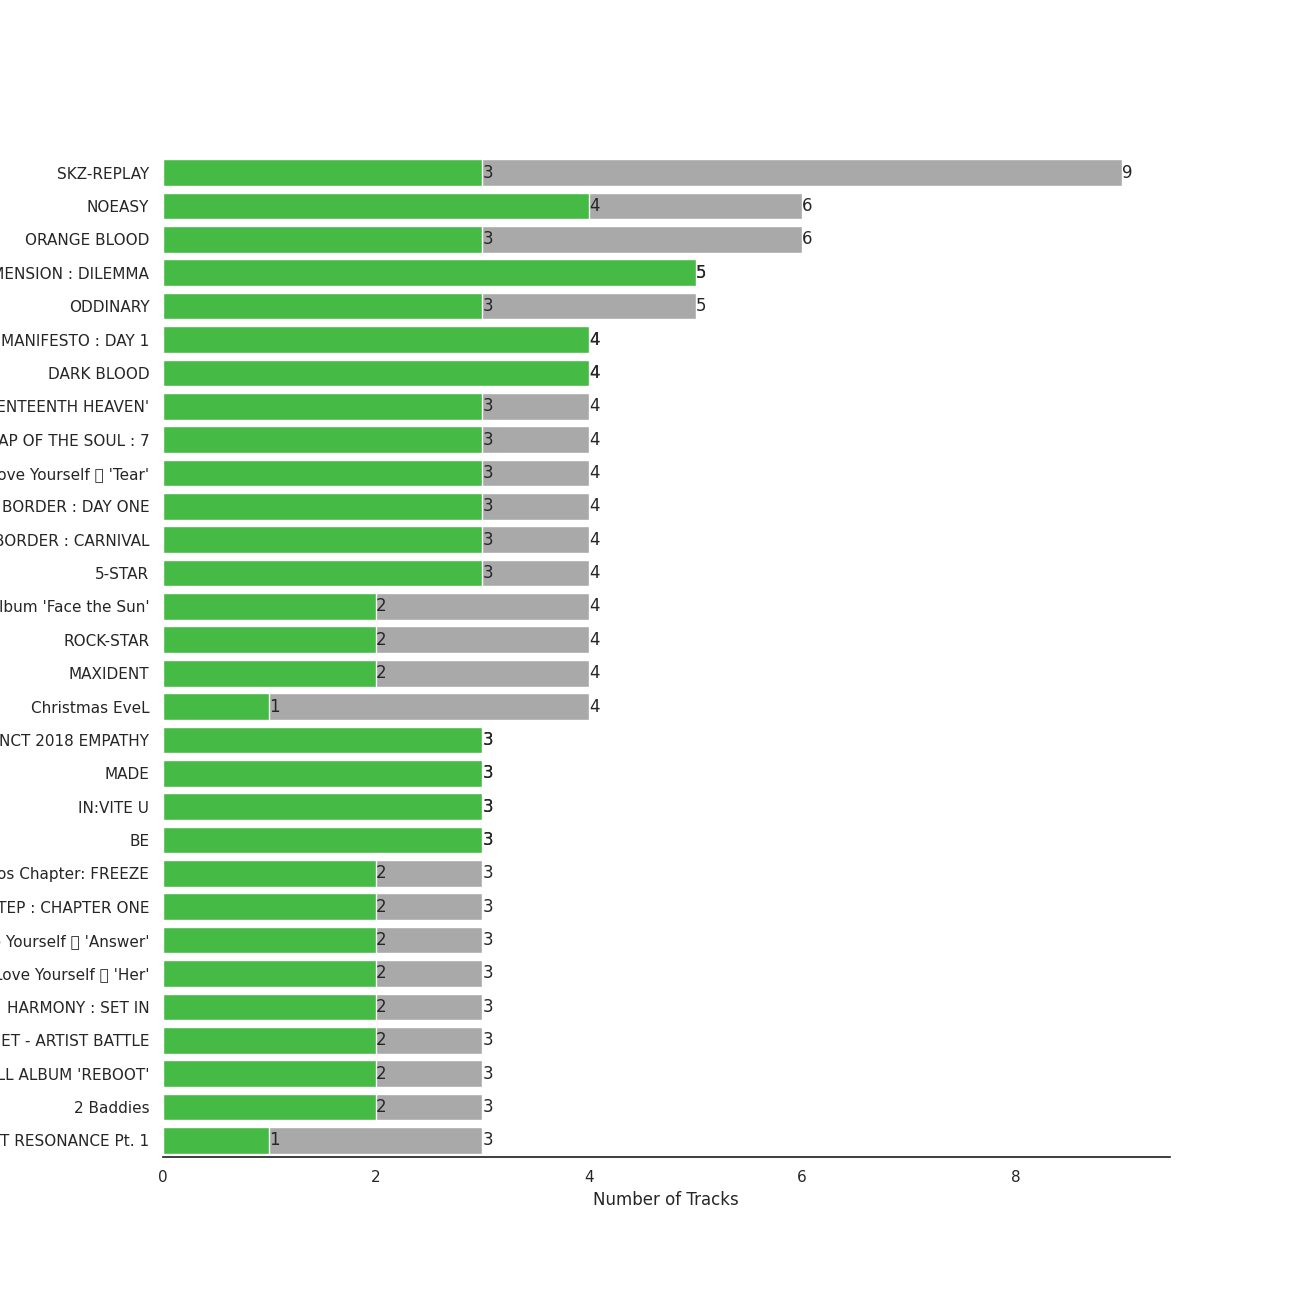 SKZ-REPLAY 3 9
NOEASY 4 6
ORANGE BLOOD 3 6
MENSION : DILEMMA 5
ODDINARY 3 5
MANIFESTO : DAY 1 4
DARK BLOOD 4
ENTEENTH HEAVEN' 3 4
AP OF THE SOUL : 7 3 4
ove Yourself 'Tear' 3 4
BORDER : DAY ONE 3 4
BORDER : CARNIVAL 3 4
5-STAR 3 4
lbum 'Face the Sun' 2 4
ROCK-STAR 2 4
MAXIDENT 2 4
Christmas EveL 1 4
NCT 2018 EMPATHY 3
MADE 3
IN:VITE U 3
BE 3
os Chapter: FREEZE 2 3
TEP : CHAPTER ONE 2 3
Yourself 'Answer' 2 3
Love Yourself 'Her' 2 3
HARMONY : SET IN 2 3
ET - ARTIST BATTLE 2 3
LL ALBUM 'REBOOT' 2 3
2 Baddies 2 3
T RESONANCE Pt. 1 1 3
0 2 4 6 8
Number of Tracks